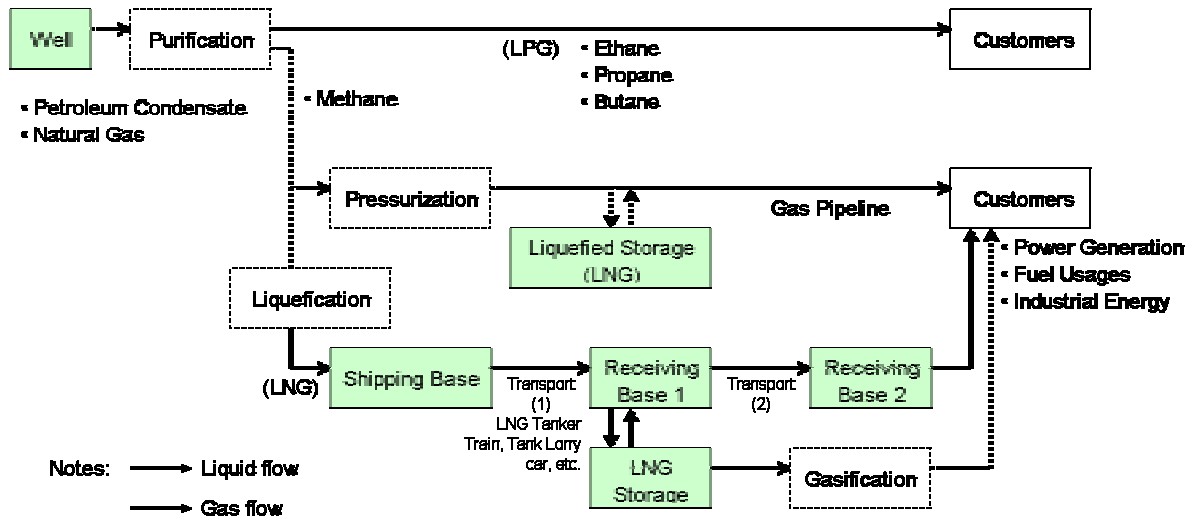 Well
Purification
(LPG)
• Ethane
• Propane
• Butane
Customers
• Petroleum Condensate
• Natural Gas
• Methane
Pressurization
Gas Pipeline
Customers
Liquefied Storage
(LNG)
• Power Generation
• Fuel Usages
• Industrial Energy
Liquefication
(LNG)
Shipping Base
Transport
(1)
LNG Tanker
Train, Tank Lorry
car, etc.
Receiving
Base 1
Transport
(2)
Receiving
Base 2
LNG
Storage
Gasification
Notes:
Liquid flow
Gas flow